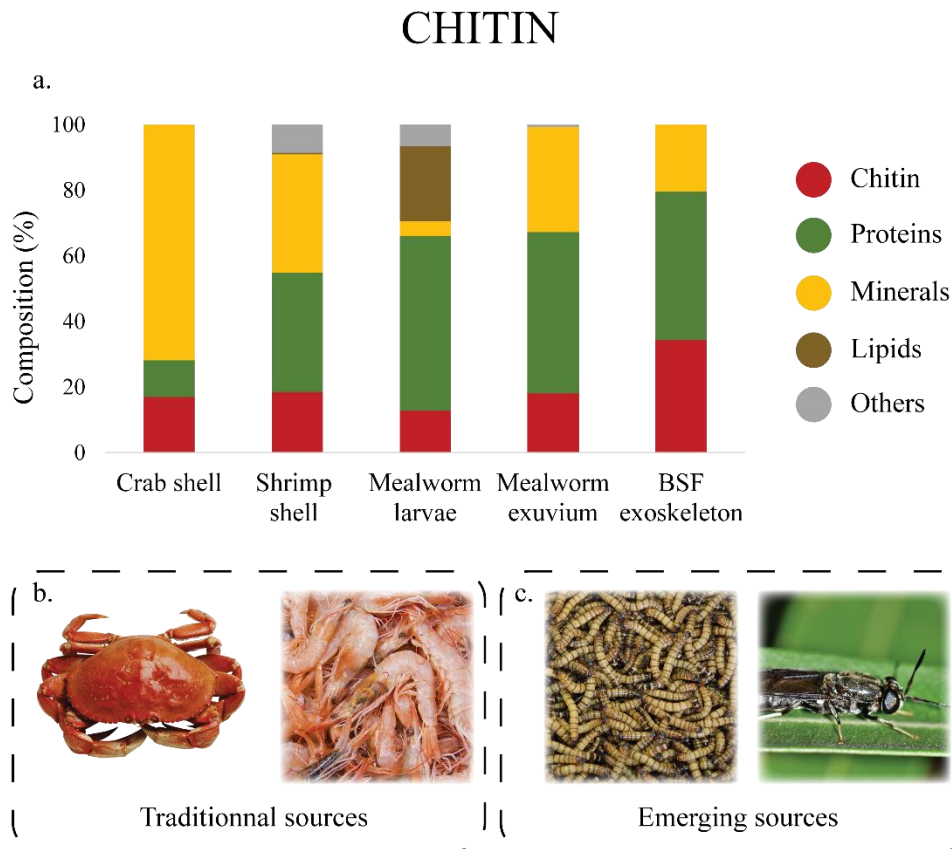 CHITIN
a.
100
80
60
40
20
0
Composition (%)
Crab shell
Shrimp
shell
Mealworm
larvae
Mealworm
exuvium
BSF
exoskeleton
Chitin
Proteins
Minerals
Lipids
Others
b.
Traditionnal sources
c.
Emerging sources